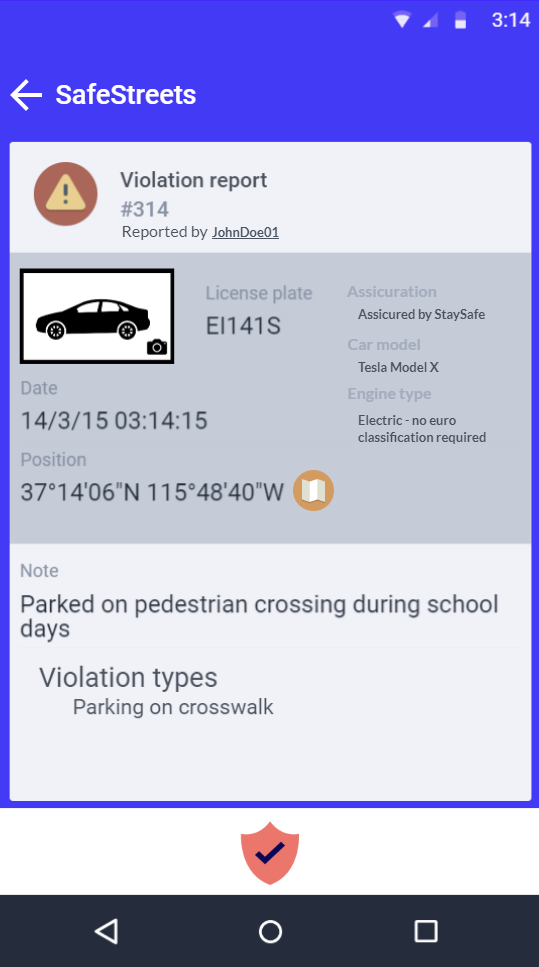 3:14
SafeStreets
Violation report
#314
Reported by JohnDoe01
License plate
EI141S
Assicuration
Assicured by StaySafe
Car model
Tesla Model X
Engine type
Electric - no euro
classification required
Date
14/3/15 03:14:15
Position
37°14'06"N 115°48'40"W
Note
Parked on pedestrian crossing during school
days
Violation types
Parking on crosswalk